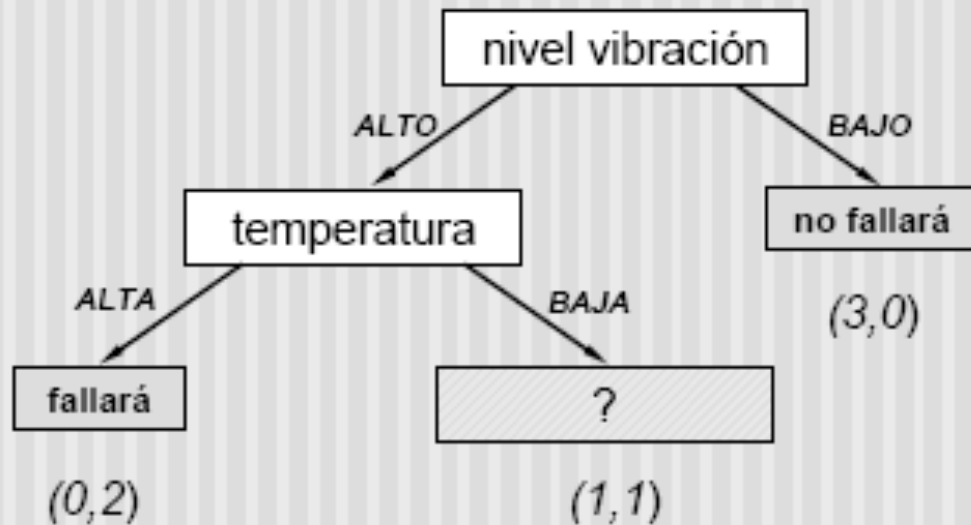 nivel vibración
ALTO
BAJO
temperatura
no fallará
ALTA
BAJA
(3,0)
fallará
?
(0,2)
(1,1)